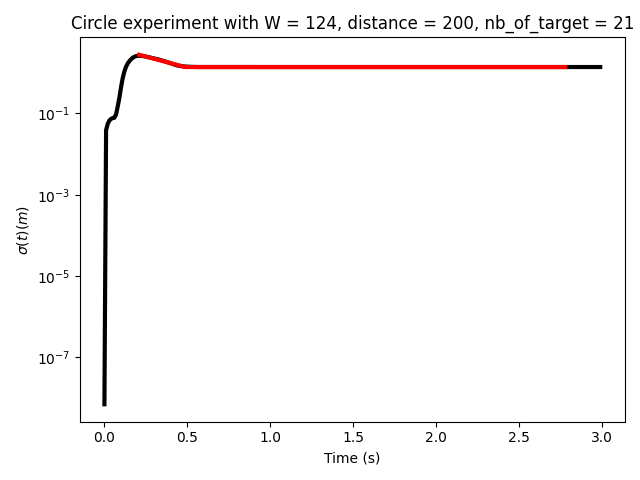 Circle experiment with W = 124, distance = 200, nb_of_target = 21
σ(t)(m)
10⁻¹
10⁻³
10⁻⁵
10⁻⁷
0.0 0.5 1.0 1.5 2.0 2.5 3.0
Time (s)